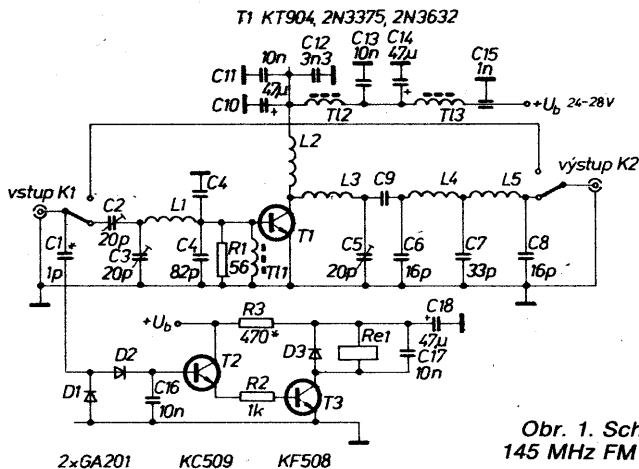 T1 KT904, 2N3375, 2N3632
C11
10n
C12
3n3
C13
10n
C14
47µ
C15
1n
C10
47µ
+
+
Tl2
Tl3
+Ub 24-28V
L2
vstup K1
C4
L3
C9
L4
L5
výstup K2
C2
20p
L1
T1
C1
*
1p
C3
20p
C4
82p
R1
56
Tl1
C5
20p
C6
16p
C7
33p
C8
16p
+Ub
R3
470*
C18
+
47µ
D3
Re1
C17
10n
D2
T2
D1
C16
10n
R2
1k
T3
2xGA201 KC509 KF508
Obr. 1. Sch
145 MHz FM